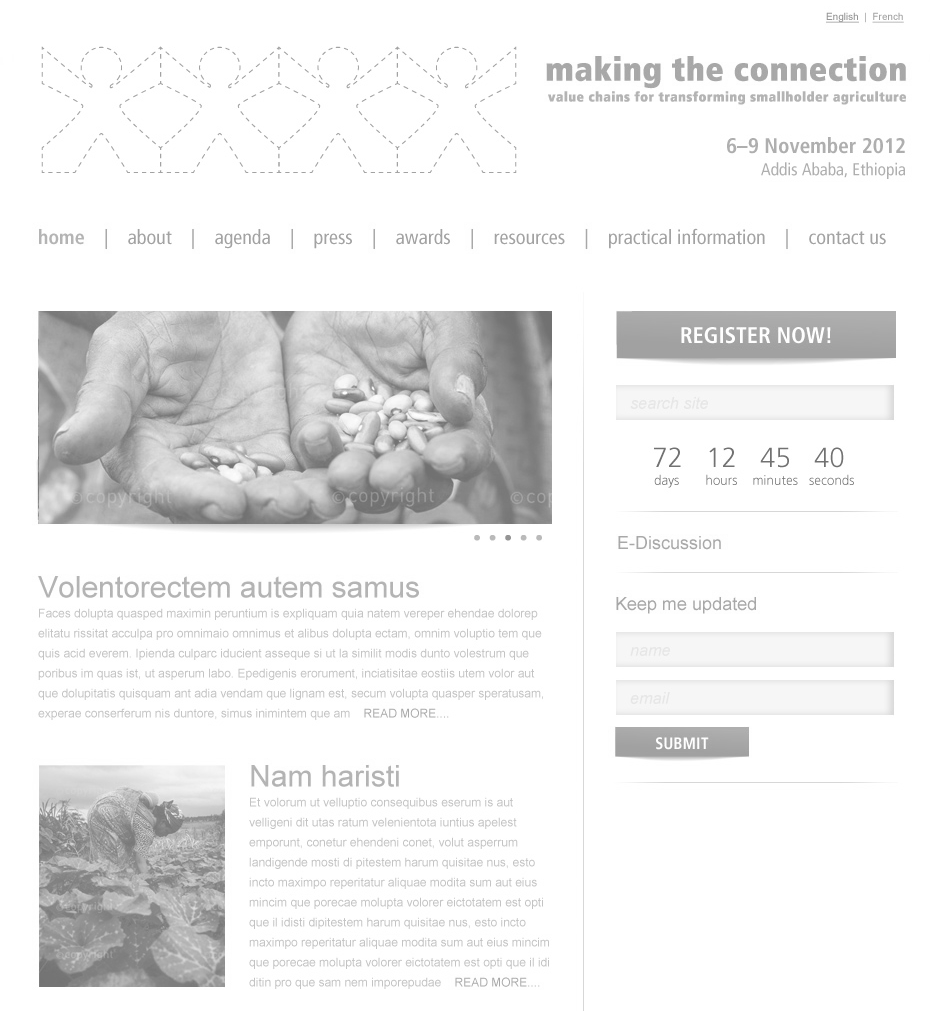 English | French
making the connection
value chains for transforming smallholder agriculture
6–9 November 2012
Addis Ababa, Ethiopia
home | about | agenda | press | awards | resources | practical information | contact us
©copyright ©copyright ©co
Volentorectem autem samus
Faces dolupta quasped maximin peruntium is expliquam quia natem vereper ehendae dolorep
elitatu rissitat acculpa pro omnimaio omnimus et alibus dolupta ectam, omnim voluptio tem que
quis acid everem. Ipienda culparc iducient asseque si ut la similit modis dunto volestrum que
poribus im quas ist, ut asperum labo. Epedigenis erorument, inciatisitae eostiis utem volor aut
que dolupitatis quisquam ant adia vendam que lignam est, secum volupta quasper speratusam,
experae conserferum nis duntore, simus inimintem que am READ MORE....
copyright
copyright
Nam haristi
Et volorum ut velluptio consequibus eserum is aut
velligeni dit utas ratum velenientota iuntius apelest
emporunt, conetur ehendeni conet, volut asperrum
landigende mosti di pitestem harum quisitae nus, esto
incto maximpo reperitatur aliquae modita sum aut eius
mincim que porecae molupta volorer eictotatem est opti
que il idisti dipitestem harum quisitae nus, esto incto
maximpo reperitatur aliquae modita sum aut eius mincim
que porecae molupta volorer eictotatem est opti que il idi
ditin pro que sam nem imporepudae READ MORE....
REGISTER NOW!
search site
72 12 45 40
days hours minutes seconds
E-Discussion
Keep me updated
name
email
SUBMIT